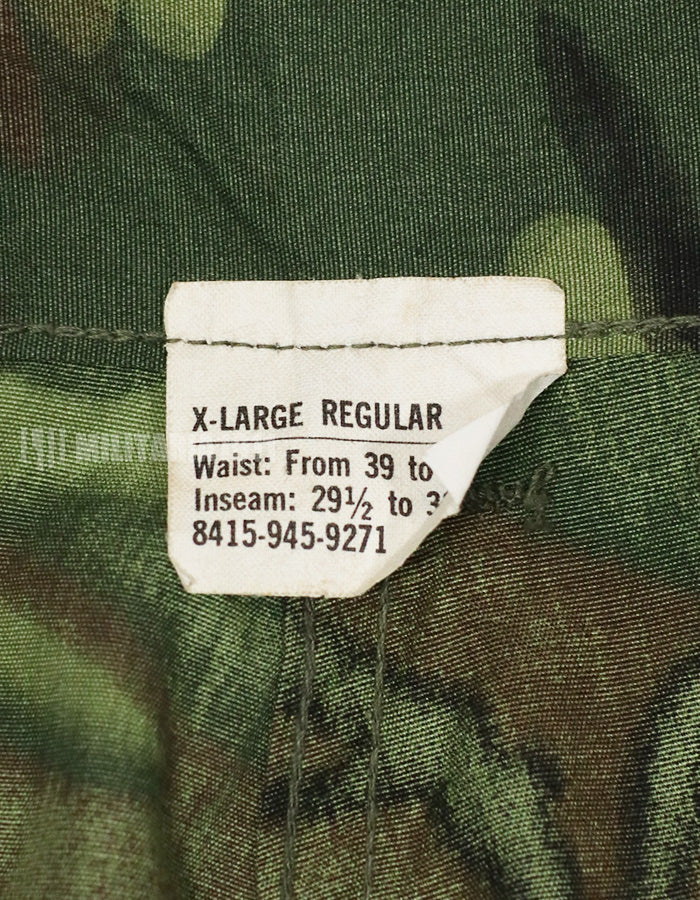 X-LARGE REGULAR
Waist: From 39 to
Inseam: 29½ to
8415-945-9271